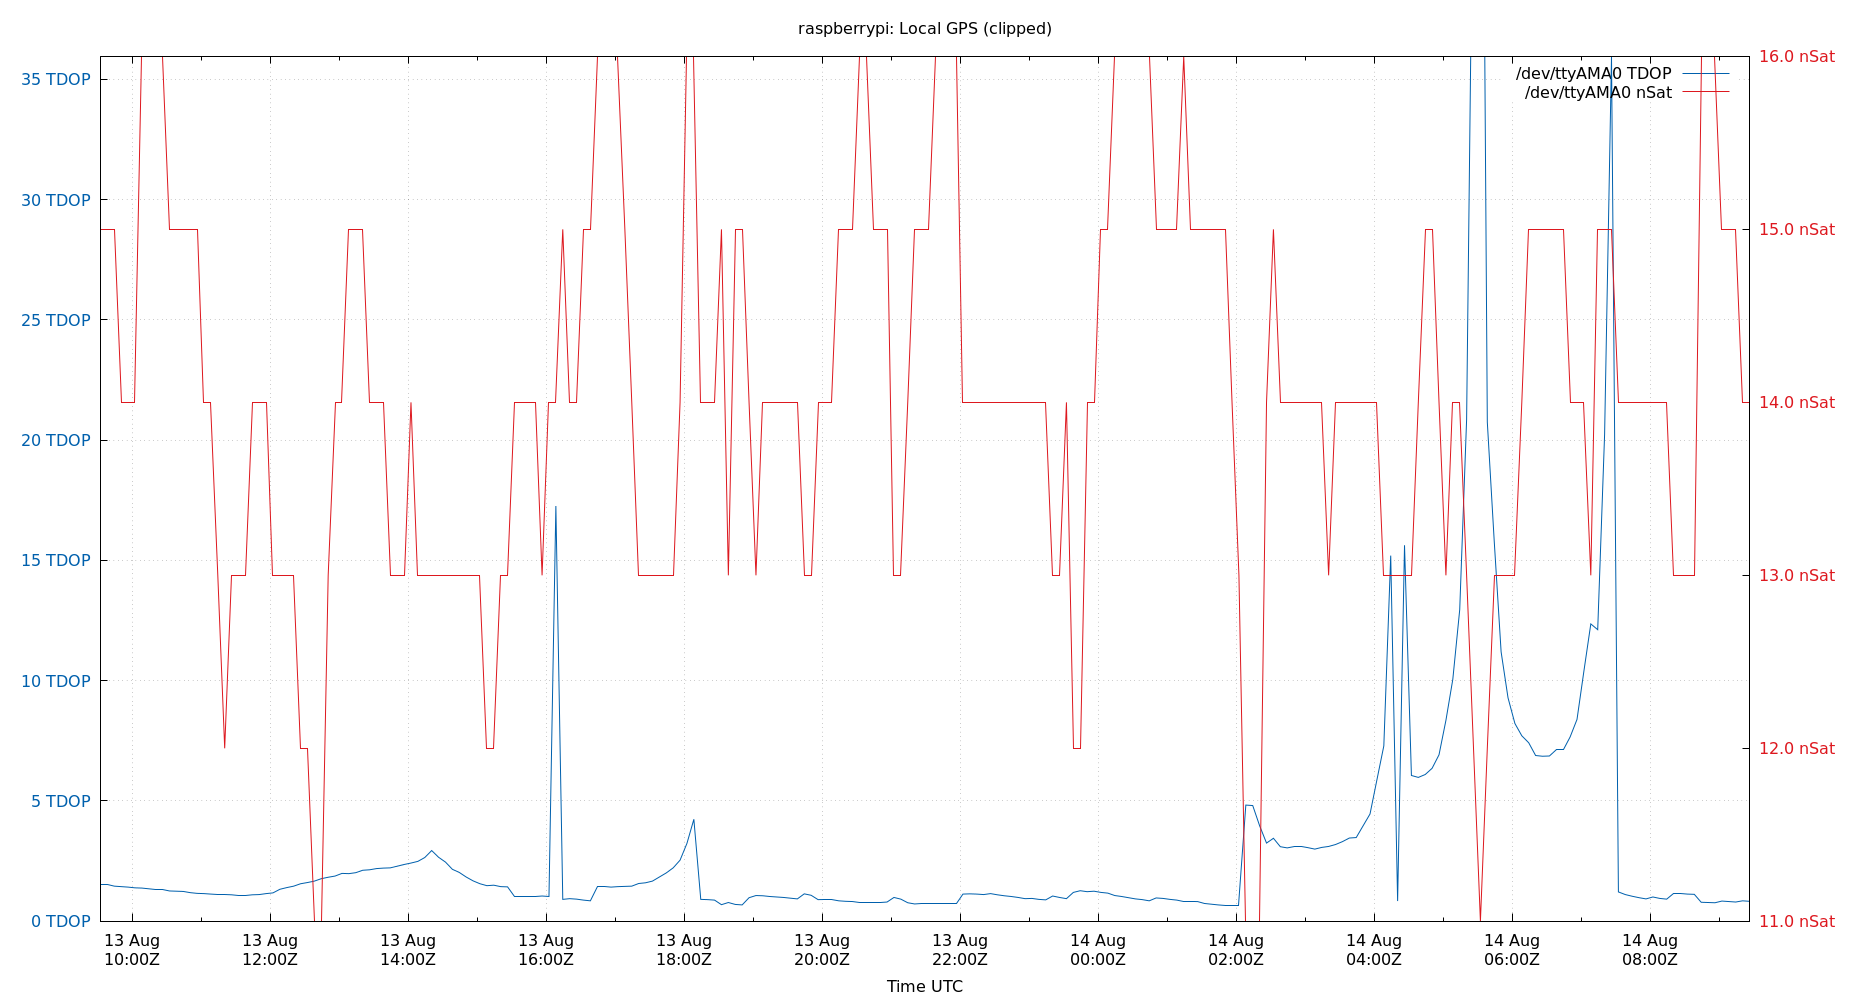 raspberrypi: Local GPS (clipped)
35 TDOP
30 TDOP
25 TDOP
20 TDOP
15 TDOP
10 TDOP
5 TDOP
0 TDOP
16.0 nSat
15.0 nSat
14.0 nSat
13.0 nSat
12.0 nSat
11.0 nSat
/dev/ttyAMA0 TDOP
/dev/ttyAMA0 nSat
13 Aug 13 Aug 13 Aug 13 Aug 13 Aug 13 Aug 13 Aug 14 Aug 14 Aug 14 Aug 14 Aug 14 Aug
10:00Z 12:00Z 14:00Z 16:00Z 18:00Z 20:00Z 22:00Z 00:00Z 02:00Z 04:00Z 06:00Z 08:00Z
Time UTC